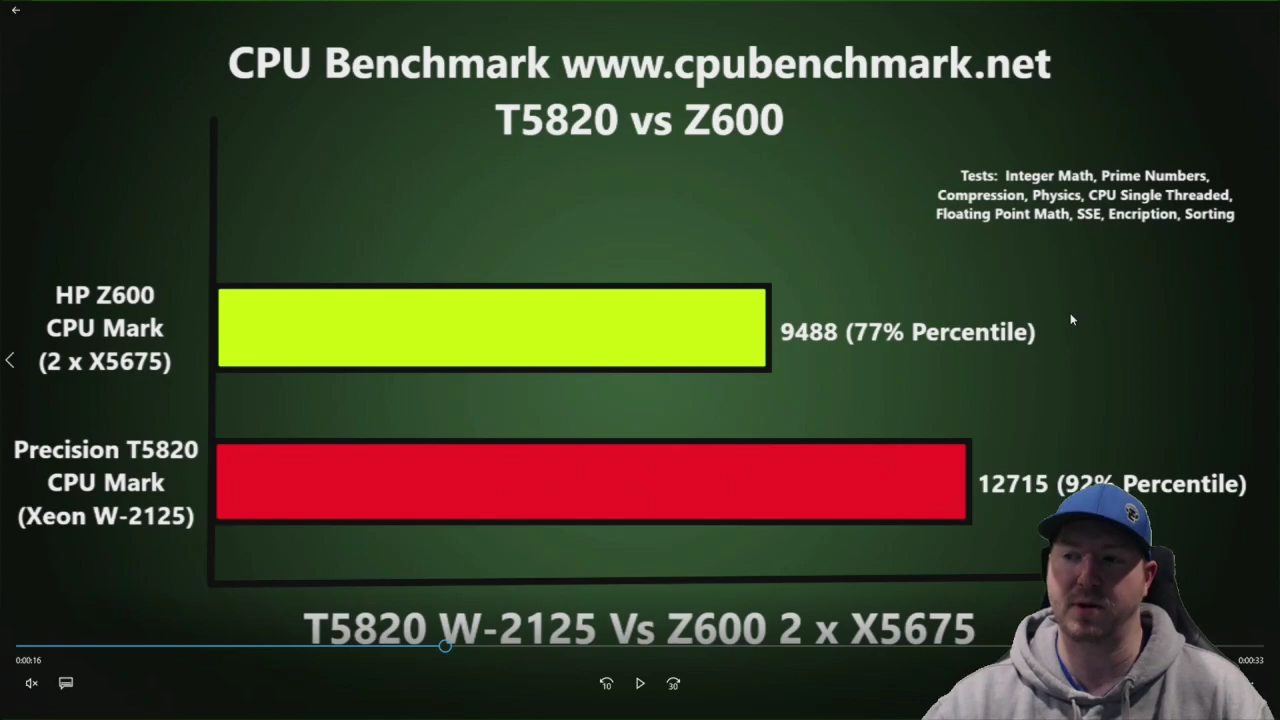 CPU Benchmark www.cpubenchmark.net
T5820 vs Z600
Tests: Integer Math, Prime Numbers,
Compression, Physics, CPU Single Threaded,
Floating Point Math, SSE, Encription, Sorting
HP Z600
CPU Mark
(2 x X5675)
9488 (77% Percentile)
Precision T5820
CPU Mark
(Xeon W-2125)
12715 (92% Percentile)
T5820 W-2125 Vs Z600 2 x X5675
0:00:16
0:00:33
10
30